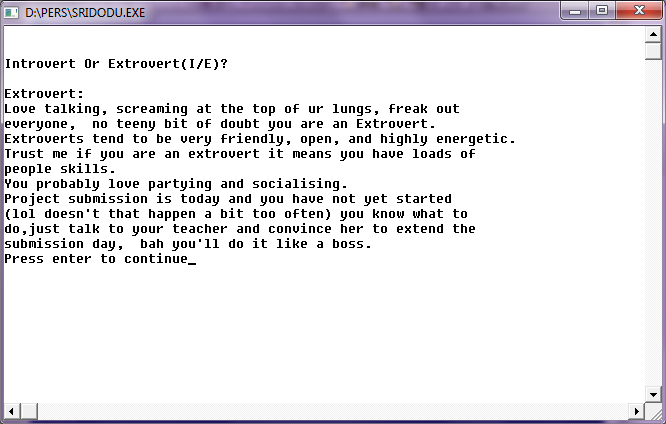 D:\PERS\SRIDODU.EXE
Introvert Or Extrovert(I/E)?
Extrovert:
Love talking, screaming at the top of ur lungs, freak out
everyone,  no teeny bit of doubt you are an Extrovert.
Extroverts tend to be very friendly, open, and highly energetic.
Trust me if you are an extrovert it means you have loads of
people skills.
You probably love partying and socialising.
Project submission is today and you have not yet started
(lol doesn't that happen a bit too often) you know what to
do,just talk to your teacher and convince her to extend the
submission day,  bah you'll do it like a boss.
Press enter to continue_